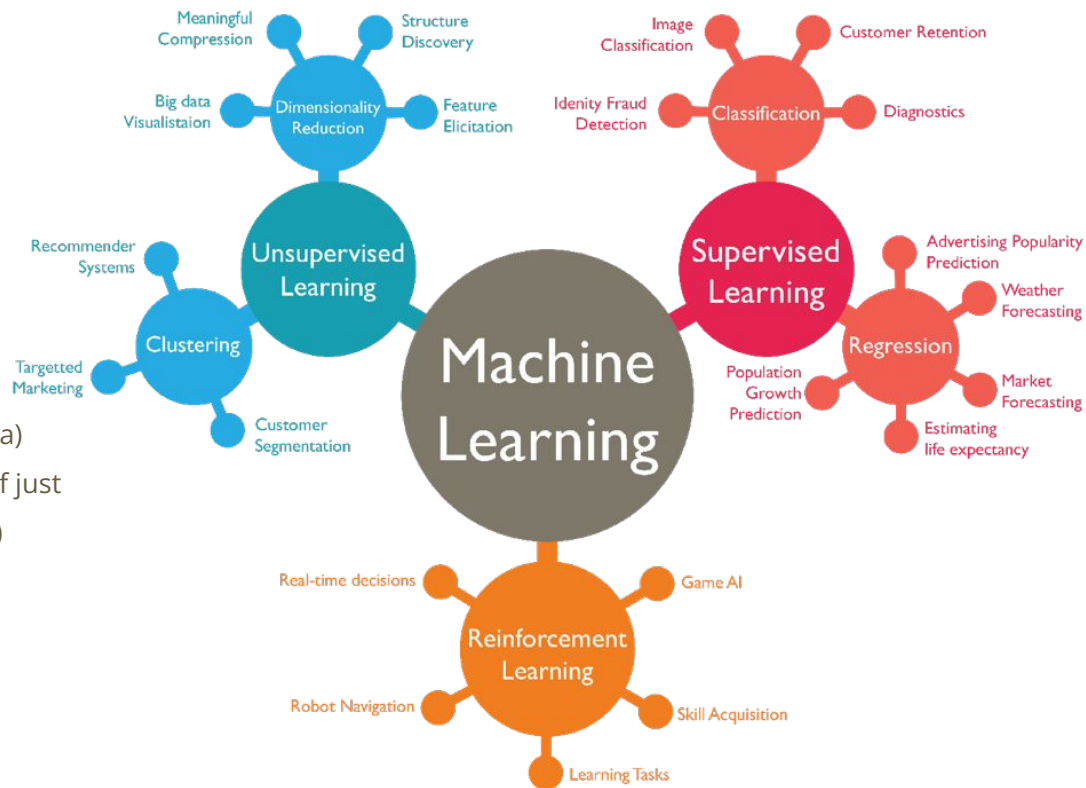 Meaningful
Compression
Structure
Discovery
Big data
Visualistaion
Dimensionality
Reduction
Feature
Elicitation
Image
Classification
Customer Retention
Idenity Fraud
Detection
Classification
Diagnostics
Recommender
Systems
Unsupervised
Learning
Clustering
Targetted
Marketing
Customer
Segmentation
Supervised
Learning
Advertising Popularity
Prediction
Weather
Forecasting
Regression
Population
Growth
Prediction
Market
Forecasting
Estimating
life expectancy
Machine
Learning
a)
f just
)
Real-time decisions
Game AI
Reinforcement
Learning
Robot Navigation
Skill Acquisition
Learning Tasks